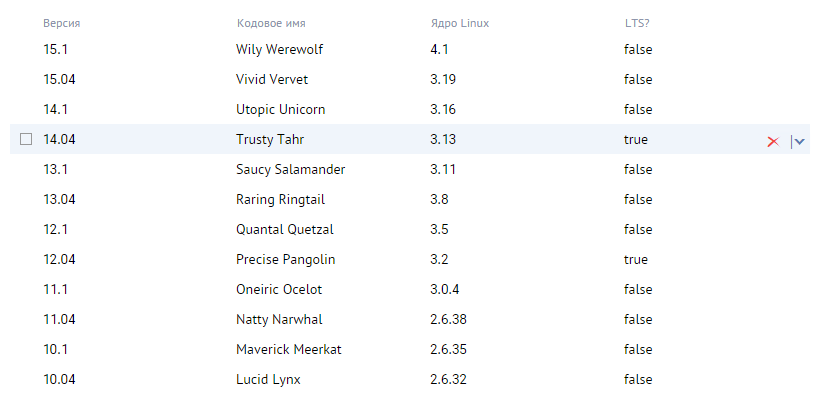 Версия Кодовое имя Ядро Linux LTS?
15.1 Wily Werewolf 4.1 false
15.04 Vivid Vervet 3.19 false
14.1 Utopic Unicorn 3.16 false
14.04 Trusty Tahr 3.13 true
13.1 Saucy Salamander 3.11 false
13.04 Raring Ringtail 3.8 false
12.1 Quantal Quetzal 3.5 false
12.04 Precise Pangolin 3.2 true
11.1 Oneiric Ocelot 3.0.4 false
11.04 Natty Narwhal 2.6.38 false
10.1 Maverick Meerkat 2.6.35 false
10.04 Lucid Lynx 2.6.32 false